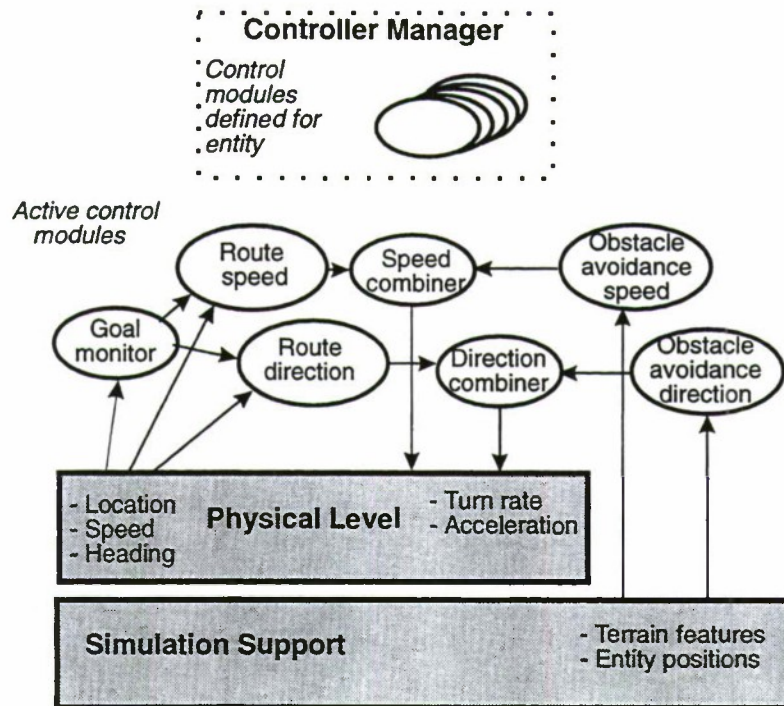 Controller Manager
Control
modules
defined for
entity
Active control
modules
Route
speed
Speed
combiner
Obstacle
avoidance
speed
Goal
monitor
Route
direction
Direction
combiner
Obstacle
avoidance
direction
- Location
- Speed
- Heading
Physical Level
- Turn rate
- Acceleration
Simulation Support
- Terrain features
- Entity positions